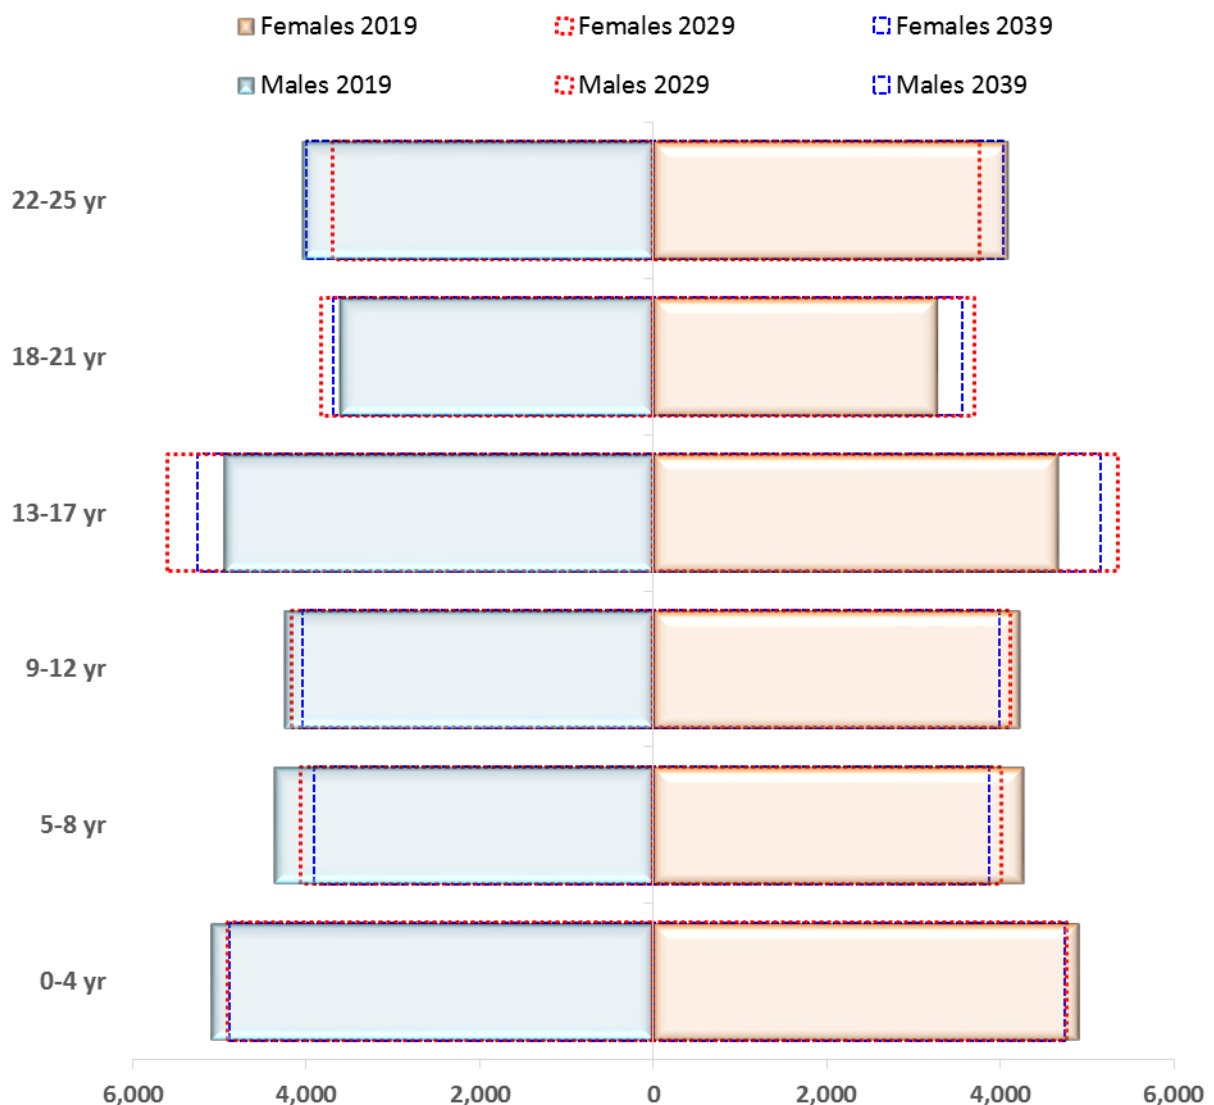 Females 2019 Females 2029 Females 2039
Males 2019 Males 2029 Males 2039
22-25 yr
18-21 yr
13-17 yr
9-12 yr
5-8 yr
0-4 yr
6,000 4,000 2,000 0 2,000 4,000 6,000